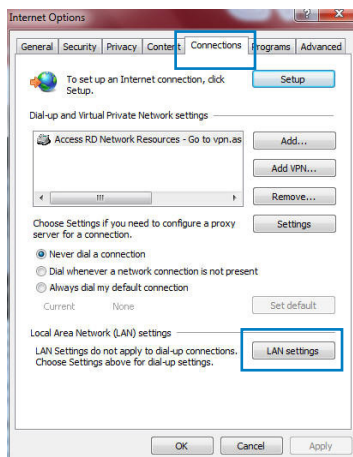 Internet Options
General Security Privacy Content Connections Programs Advanced
To set up an Internet connection, click
Setup.
Setup
Dial-up and Virtual Private Network settings
Access RD Network Resources - Go to vpn.as
Add...
Add VPN...
Remove...
Choose Settings if you need to configure a proxy
server for a connection.
Settings
Never dial a connection
Dial whenever a network connection is not present
Always dial my default connection
Current None
Set default
Local Area Network (LAN) settings
LAN Settings do not apply to dial-up connections.
Choose Settings above for dial-up settings.
LAN settings
OK Cancel Apply